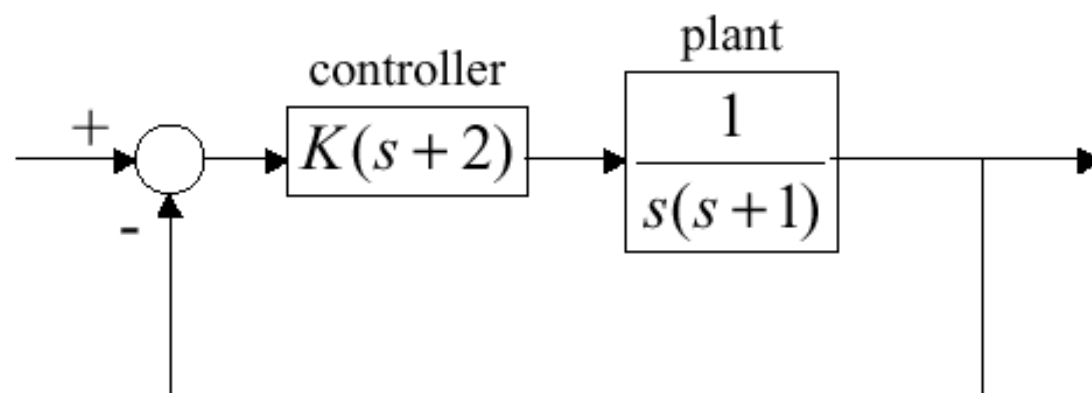 plant
controller
+
K(s + 2)
1
s(s + 1)
-